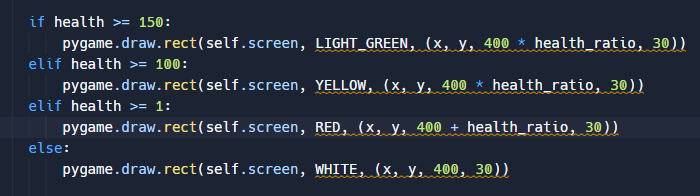 if health >= 150:
pygame.draw.rect(self.screen, LIGHT_GREEN, (x, y, 400 * health_ratio, 30))
elif health >= 100:
pygame.draw.rect(self.screen, YELLOW, (x, y, 400 * health_ratio, 30))
elif health >= 1:
pygame.draw.rect(self.screen, RED, (x, y, 400 + health_ratio, 30))
else:
pygame.draw.rect(self.screen, WHITE, (x, y, 400, 30))